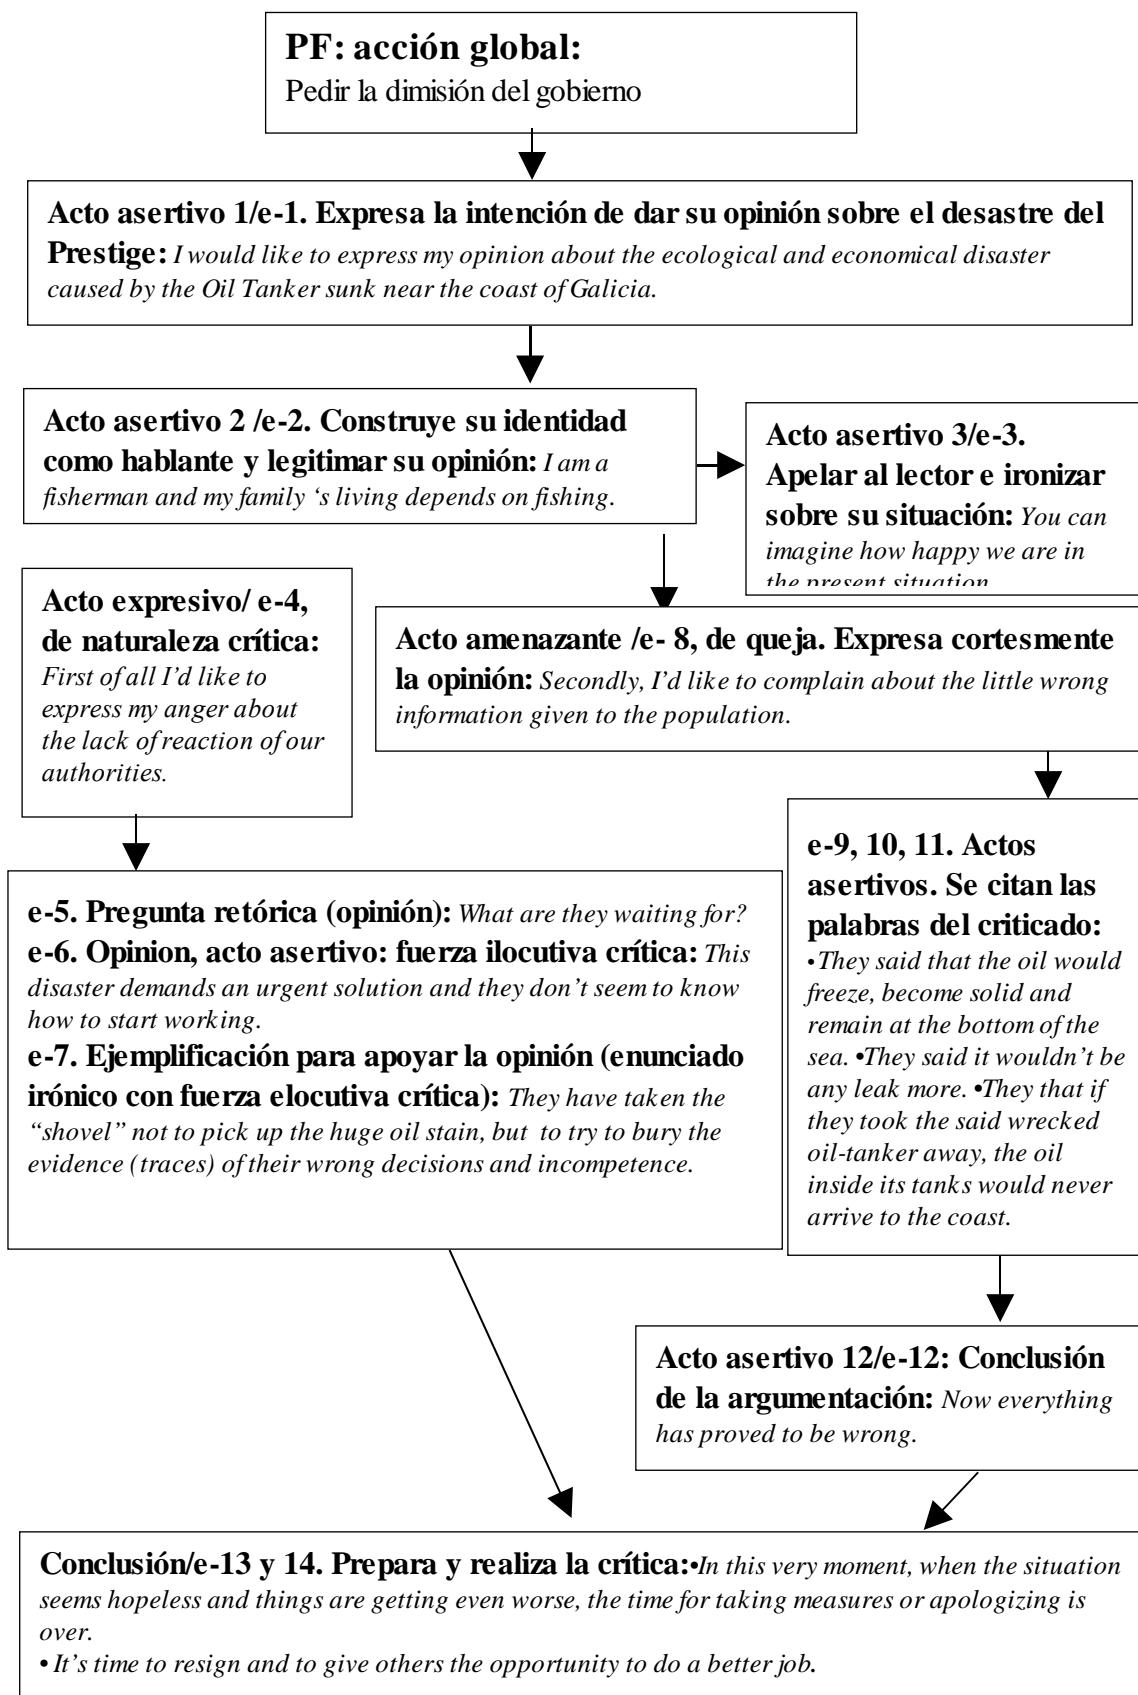 PF: acción global:
Pedir la dimisión del gobierno
Acto asertivo 1/e-1. Expresa la intención de dar su opinión sobre el desastre del
Prestige: I would like to express my opinion about the ecological and economical disaster
caused by the Oil Tanker sunk near the coast of Galicia.
Acto asertivo 2 /e-2. Construye su identidad
como hablante y legitimar su opinión: I am a
fisherman and my family ‘s living depends on fishing.
Acto asertivo 3/e-3.
Apelar al lector e ironizar
sobre su situación: You can
imagine how happy we are in
the present situation
Acto expresivo/ e-4,
de naturaleza crítica:
First of all I’d like to
express my anger about
the lack of reaction of our
authorities.
Acto amenazante /e- 8, de queja. Expresa cortesmente
la opinión: Secondly, I’d like to complain about the little wrong
information given to the population.
e-5. Pregunta retórica (opinión): What are they waiting for?
e-6. Opinion, acto asertivo: fuerza ilocutiva crítica: This
disaster demands an urgent solution and they don’t seem to know
how to start working.
e-7. Ejemplificación para apoyar la opinión (enunciado
irónico con fuerza elocutiva crítica): They have taken the
“shovel” not to pick up the huge oil stain, but to try to bury the
evidence (traces) of their wrong decisions and incompetence.
e-9, 10, 11. Actos
asertivos. Se citan las
palabras del criticado:
•They said that the oil would
freeze, become solid and
remain at the bottom of the
sea. •They said it wouldn’t be
any leak more. •They that if
they took the said wrecked
oil-tanker away, the oil
inside its tanks would never
arrive to the coast.
Acto asertivo 12/e-12: Conclusión
de la argumentación: Now everything
has proved to be wrong.
Conclusión/e-13 y 14. Prepara y realiza la crítica:•In this very moment, when the situation
seems hopeless and things are getting even worse, the time for taking measures or apologizing is
over.
• It’s time to resign and to give others the opportunity to do a better job.